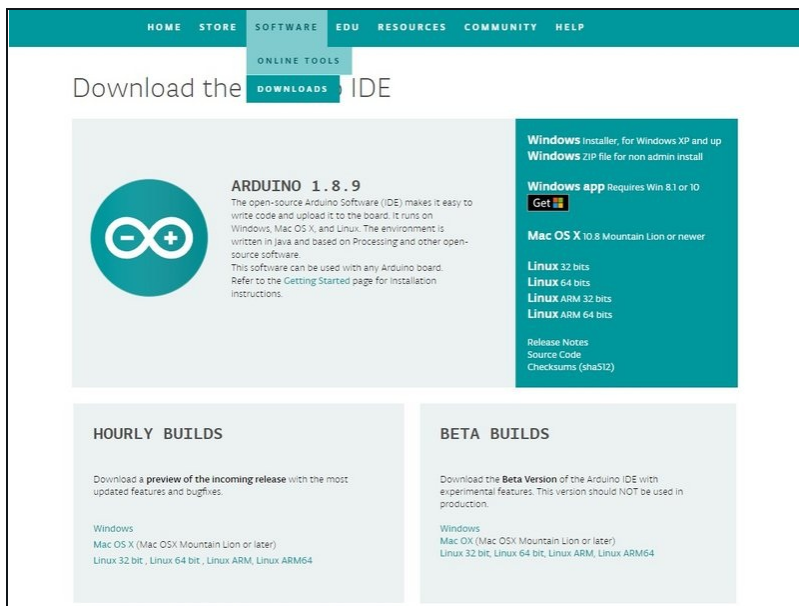 HOME STORE SOFTWARE EDU RESOURCES COMMUNITY HELP
ONLINE TOOLS
DOWNLOADS
Download the IDE
ARDUINO 1.8.9
The open-source Arduino Software (IDE) makes it easy to
write code and upload it to the board. It runs on
Windows, Mac OS X, and Linux. The environment is
written in Java and based on Processing and other open-
source software.
This software can be used with any Arduino board.
Refer to the Getting Started page for Installation
instructions.
Windows Installer, for Windows XP and up
Windows ZIP file for non admin install
Windows app Requires Win 8.1 or 10
Get
Mac OS X 10.8 Mountain Lion or newer
Linux 32 bits
Linux 64 bits
Linux ARM 32 bits
Linux ARM 64 bits
Release Notes
Source Code
Checksums (sha512)
HOURLY BUILDS
Download a preview of the incoming release with the most
updated features and bugfixes.
Windows
Mac OS X (Mac OSX Mountain Lion or later)
Linux 32 bit , Linux 64 bit , Linux ARM, Linux ARM64
BETA BUILDS
Download the Beta Version of the Arduino IDE with
experimental features. This version should NOT be used in
production.
Windows
Mac OX (Mac OSX Mountain Lion or later)
Linux 32 bit, Linux 64 bit, Linux ARM, Linux ARM64